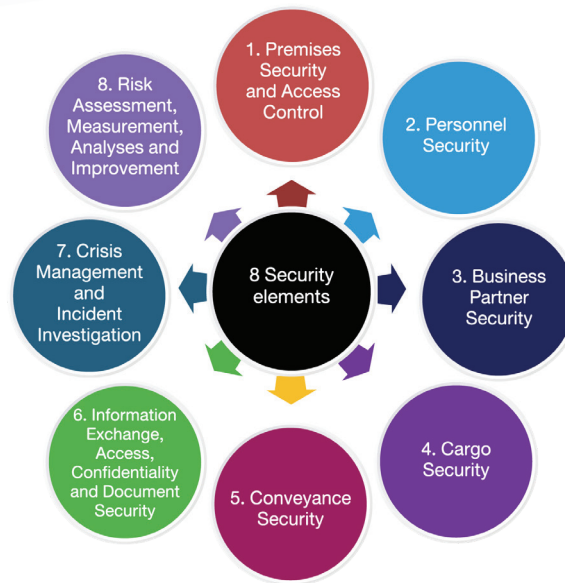 1. Premises
Security
and Access
Control
2. Personnel
Security
3. Business
Partner
Security
4. Cargo
Security
5. Conveyance
Security
6. Information
Exchange,
Access,
Confidentiality
and Document
Security
7. Crisis
Management
and
Incident
Investigation
8. Risk
Assessment,
Measurement,
Analyses and
Improvement
8 Security
elements